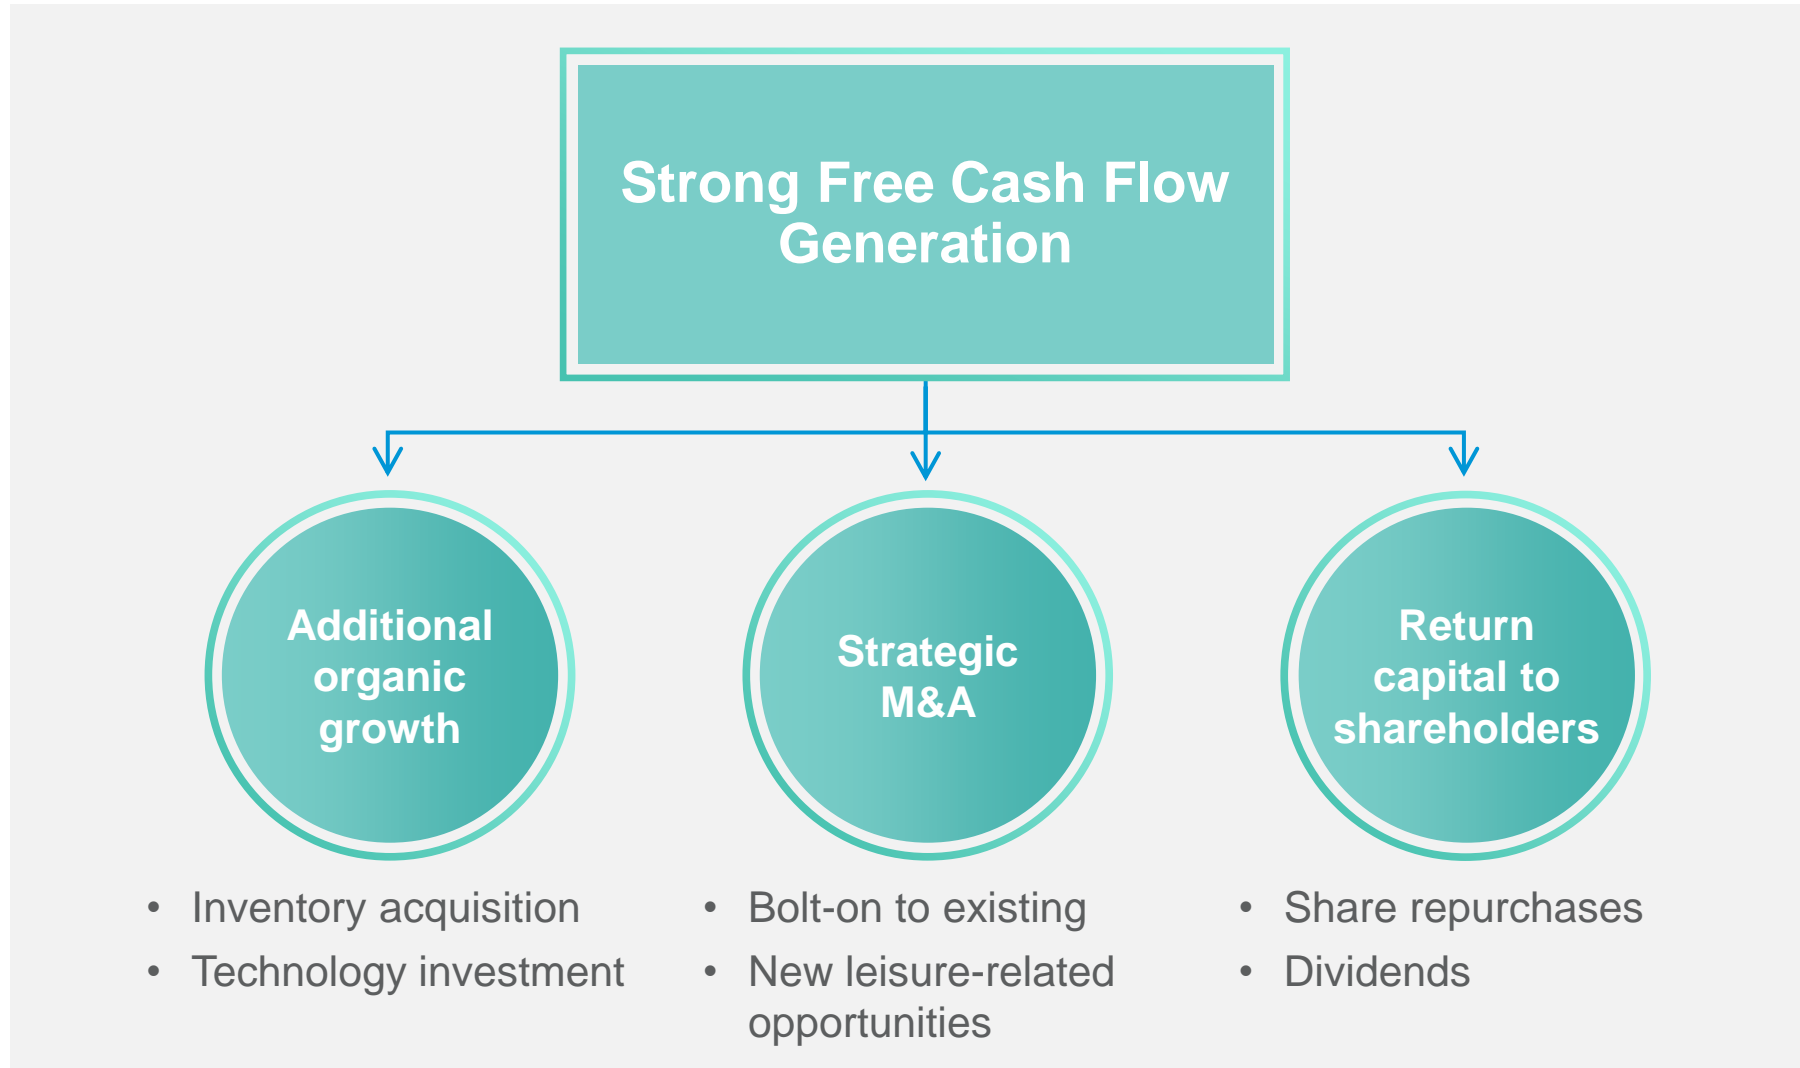 Strong Free Cash Flow
Generation
Additional
organic
growth
Strategic
M&A
Return
capital to
shareholders
• Inventory acquisition
• Technology investment
• Bolt-on to existing
• New leisure-related
opportunities
• Share repurchases
• Dividends